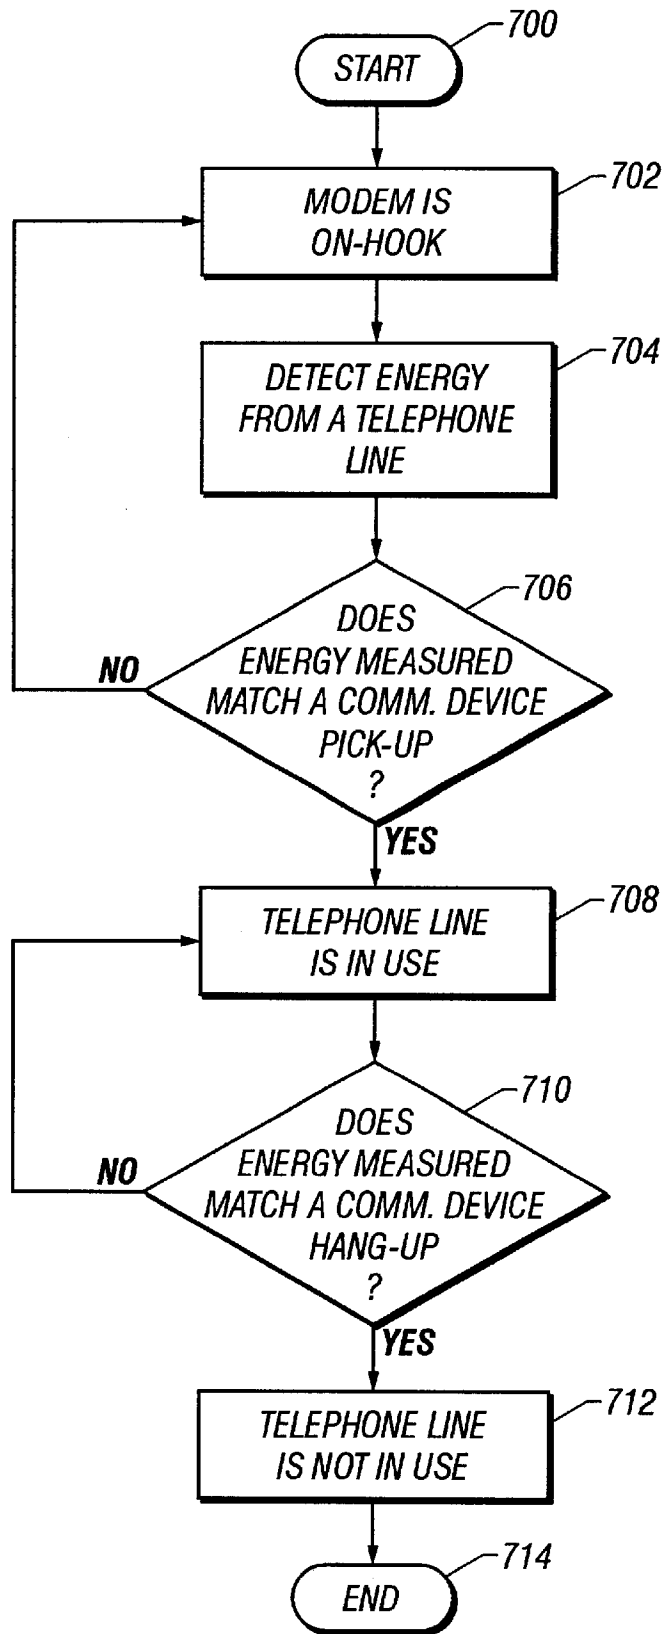 700
START
702
MODEM IS
ON-HOOK
704
DETECT ENERGY
FROM A TELEPHONE
LINE
706
DOES
ENERGY MEASURED
MATCH A COMM. DEVICE
PICK-UP
?
NO
YES
708
TELEPHONE LINE
IS IN USE
710
DOES
ENERGY MEASURED
MATCH A COMM. DEVICE
HANG-UP
?
NO
YES
712
TELEPHONE LINE
IS NOT IN USE
714
END